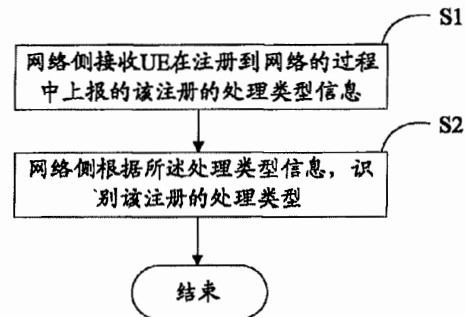 S1
网络侧接收UE在注册到网络的过程
中上报的该注册的处理类型信息
S2
网络侧根据所述处理类型信息，识
别该注册的处理类型
结束